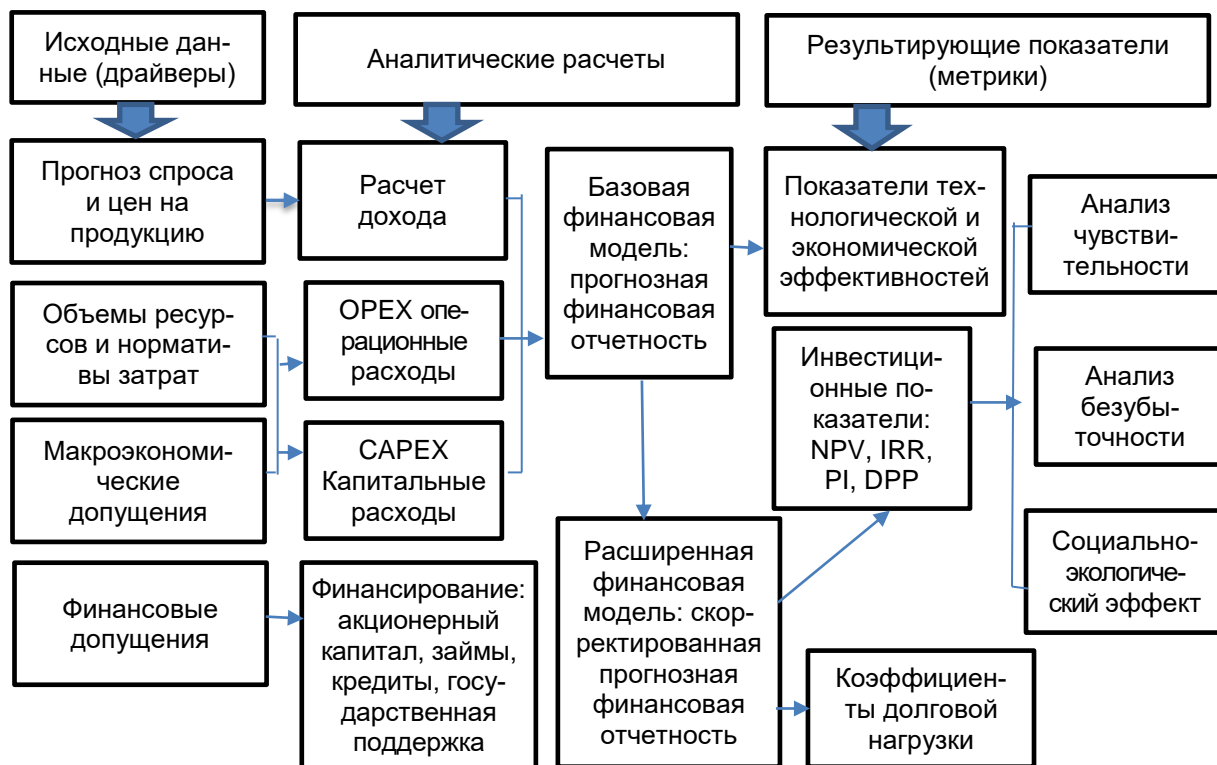 Исходные дан-
ные (драйверы)
Аналитические расчеты
Результирующие показатели
(метрики)
Прогноз спроса
и цен на
продукцию
Расчет
дохода
Базовая
финансовая
модель:
прогнозная
финансовая
отчетность
Показатели тех-
нологической и
экономической
эффективностей
Анализ
чувстви-
тельности
Объемы ресур-
сов и нормати-
вы затрат
OPEX опе-
рационные
расходы
Инвестици-
онные по-
казатели:
NPV, IRR,
PI, DPP
Анализ
безубы-
точности
Макроэкономи-
ческие
допущения
CAPEX
Капитальные
расходы
Расширенная
финансовая
модель: скор-
ректированная
прогнозная
финансовая
отчетность
Социально-
экологиче-
ский эффект
Финансовые
допущения
Финансирование:
акционерный
капитал, займы,
кредиты, госу-
дарственная
поддержка
Коэффициен-
ты долговой
нагрузки